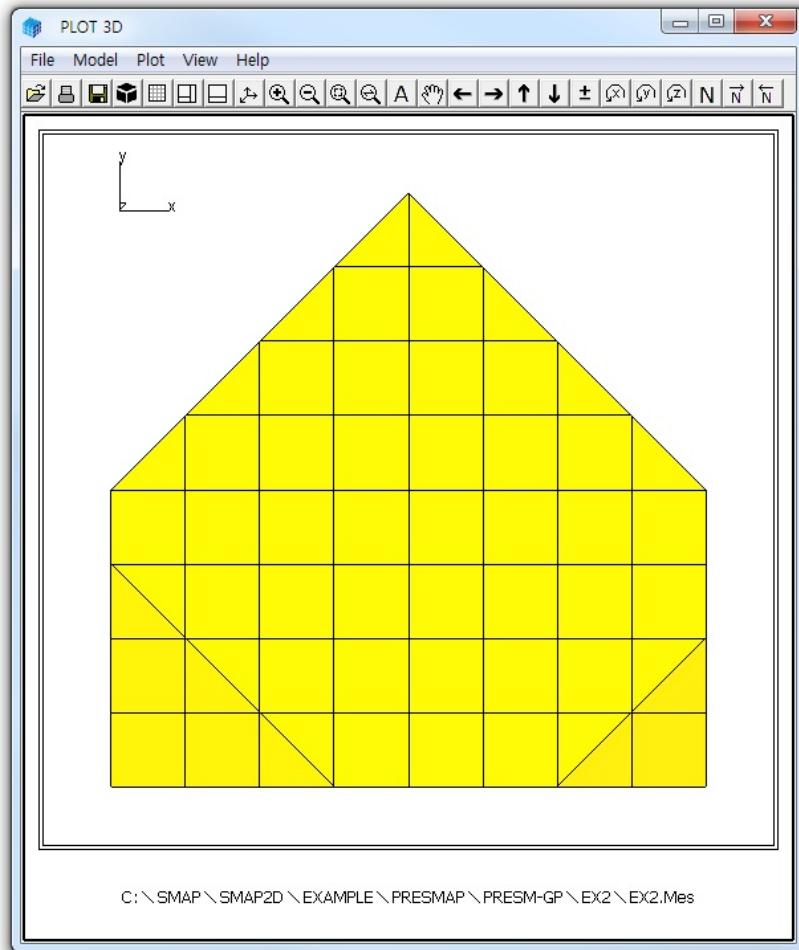 PLOT 3D
File Model Plot View Help
A x y z N N N
y
z x
C:\SMAP\SMAP2D\EXAMPLE\PRESMAP\PRESM-GP\EX2\EX2.Mes